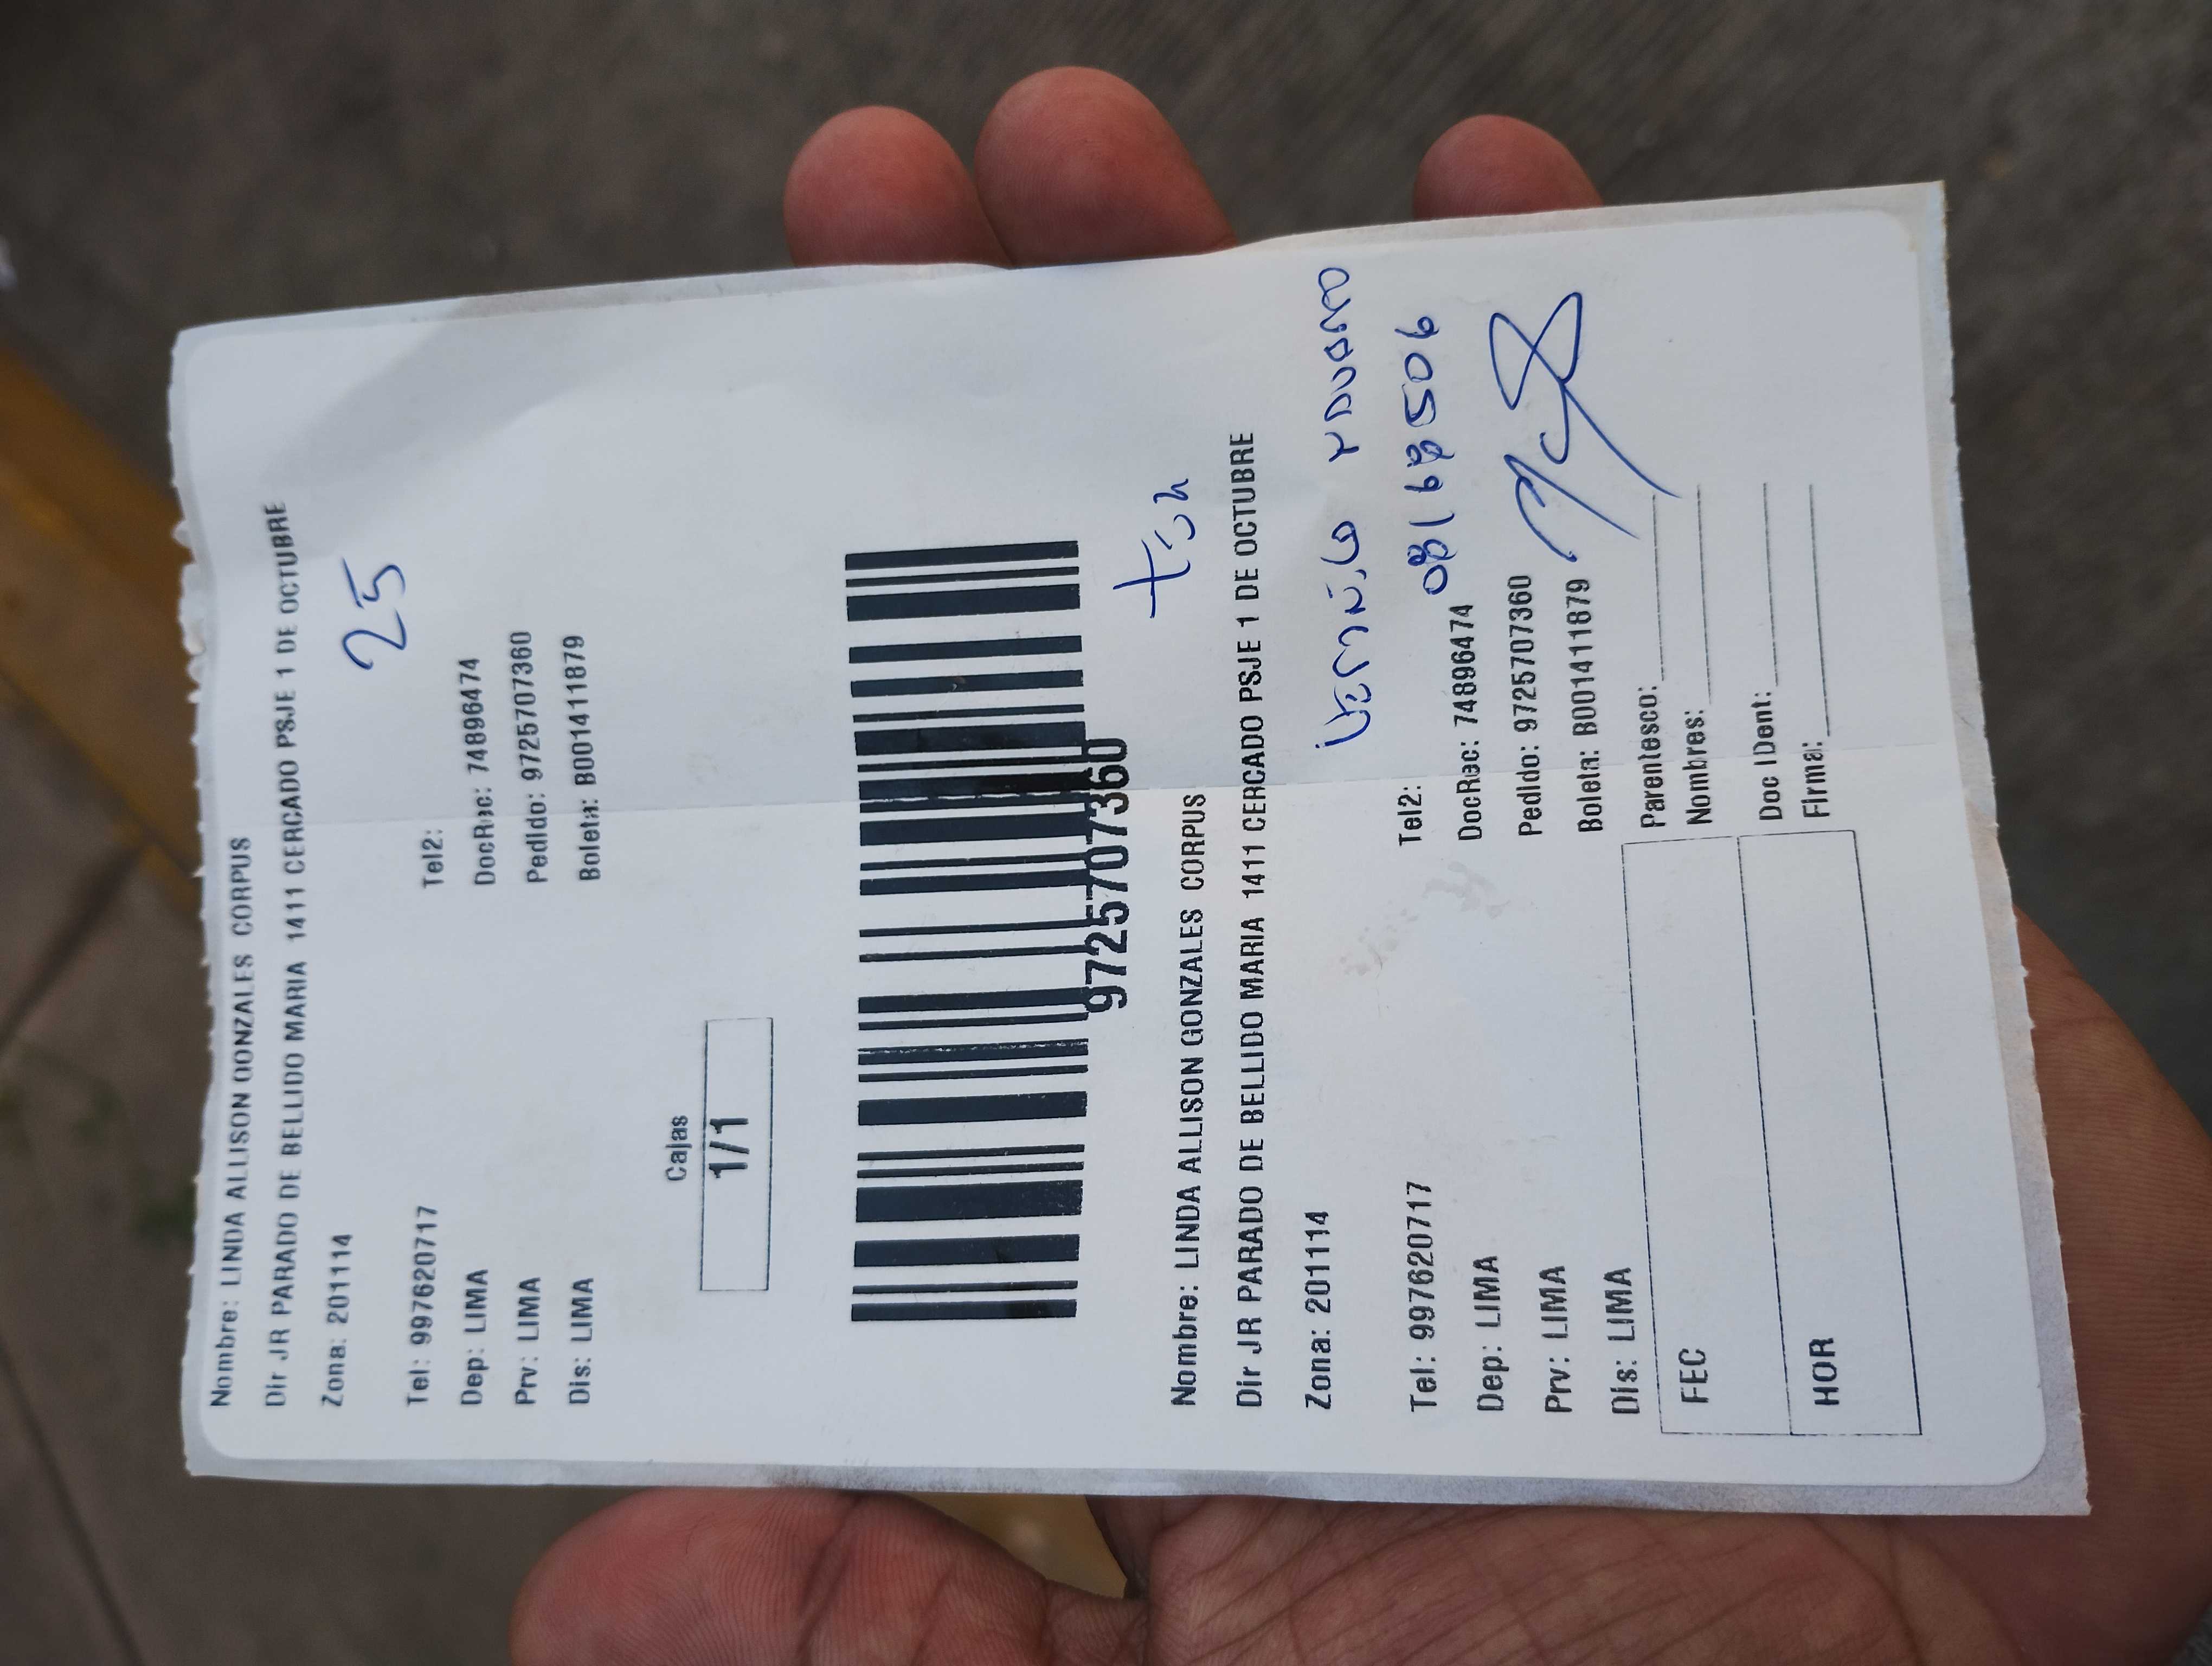 Nombre: LINDA ALLISON GONZALES CORPUS
Dir JR PARADO DE BELLIDO MARIA 1411 CERCADO PSJE 1 DE OCTUBRE
Zona: 201114
25
Tel: 997620717 Tel2:
Dep: LIMA DocRec: 74896474
Prv: LIMA Pedido: 9725707360
Dis: LIMA Boleta: B001411879
Cajas
1/1
9725707360
Nombre: LINDA ALLISON GONZALES CORPUS
Dir JR PARADO DE BELLIDO MARIA 1411 CERCADO PSJE 1 DE OCTUBRE
Zona: 201114
Tel: 997620717 Tel2:
Dep: LIMA DocRec: 74896474
Prv: LIMA Pedido: 9725707360
Dis: LIMA Boleta: B001411879
Parentesco:
FEC Nombres:
Doc IDent:
HOR Firma: